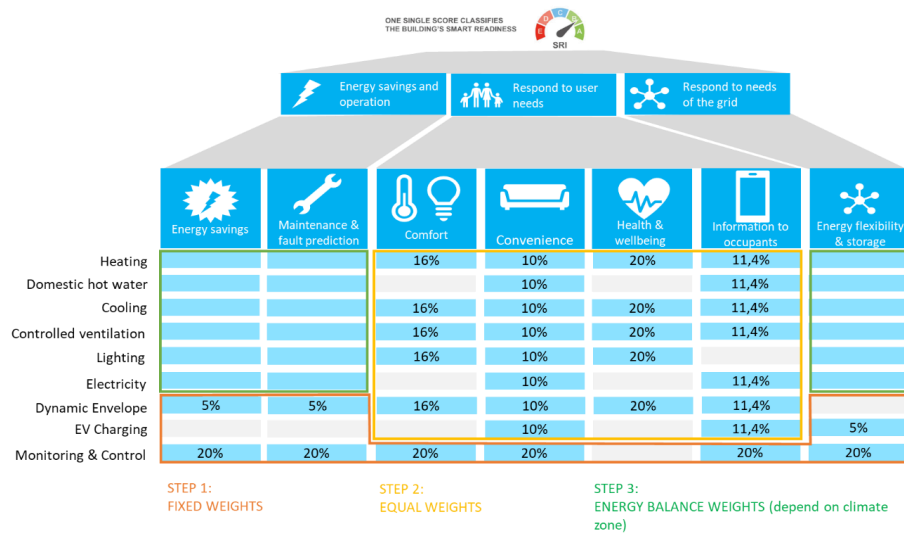 ONE SINGLE SCORE CLASSIFIES
THE BUILDING'S SMART READINESS
E D C B A
SRI
Energy savings and
operation
Respond to user
needs
Respond to needs
of the grid
Energy savings
Maintenance &
fault prediction
Comfort
Convenience
Health &
wellbeing
Information to
occupants
Energy flexibility
& storage
Heating 16% 10% 20% 11,4%
Domestic hot water 10% 11,4%
Cooling 16% 10% 20% 11,4%
Controlled ventilation 16% 10% 20% 11,4%
Lighting 16% 10% 20%
Electricity 10% 11,4%
Dynamic Envelope 5% 5% 16% 10% 20% 11,4%
EV Charging 10% 11,4% 5%
Monitoring & Control 20% 20% 20% 20% 20% 20%
STEP 1:
FIXED WEIGHTS
STEP 2:
EQUAL WEIGHTS
STEP 3:
ENERGY BALANCE WEIGHTS (depend on climate
zone)